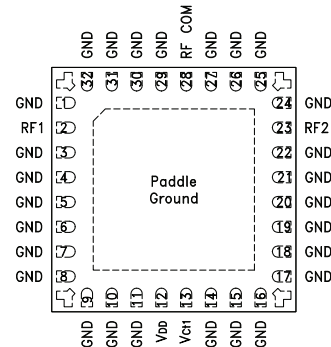 GND GND GND GND RF COM GND GND GND
32 31 30 29 28 27 26 25
GND 1 24 GND
RF1 2 23 RF2
GND 3 22 GND
GND 4 21 GND
GND 5 20 GND
GND 6 19 GND
GND 7 18 GND
GND 8 17 GND
Paddle
Ground
9 10 11 12 13 14 15 16
GND GND GND VDD VCH1 GND GND GND